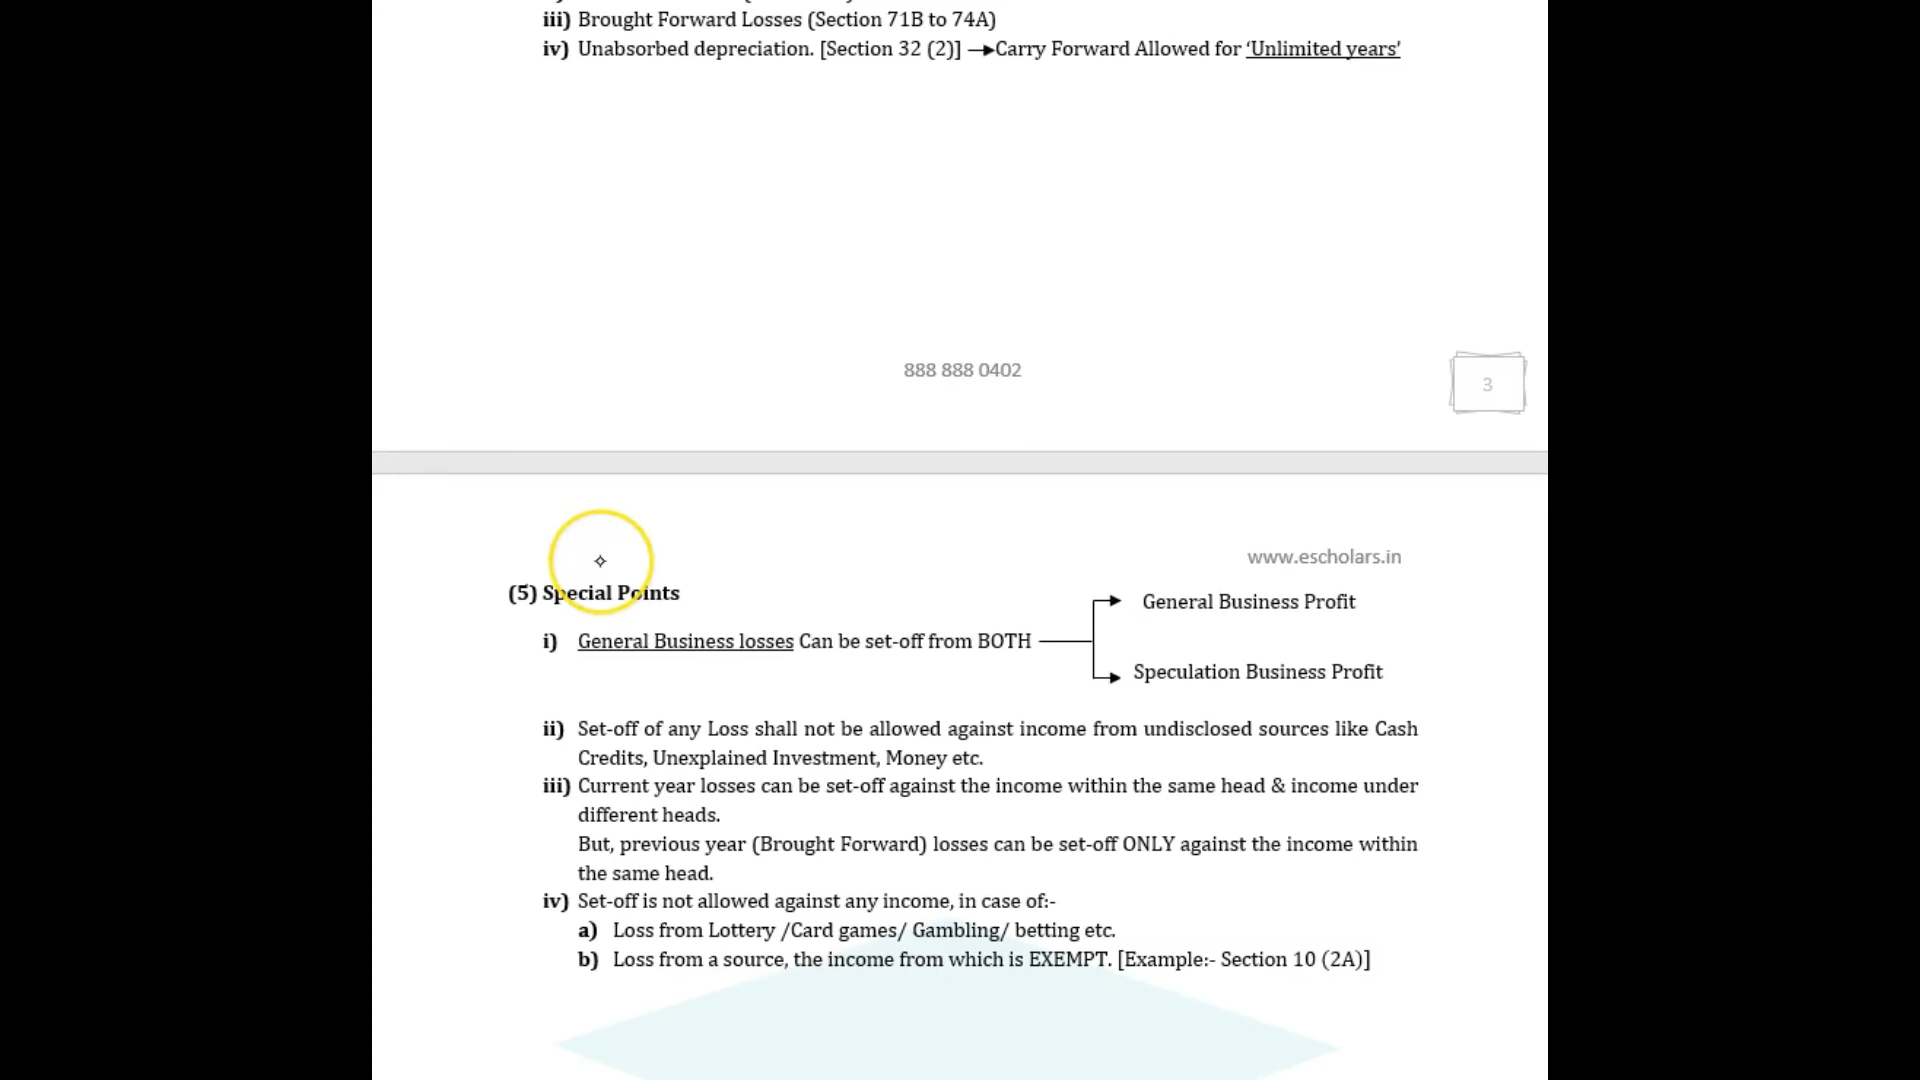 iii) Brought Forward Losses (Section 71B to 74A)
iv) Unabsorbed depreciation. [Section 32 (2)] →Carry Forward Allowed for ‘Unlimited years’
888 888 0402
3
www.escholars.in
(5) Special Points
General Business Profit
i) General Business losses Can be set-off from BOTH
Speculation Business Profit
ii) Set-off of any Loss shall not be allowed against income from undisclosed sources like Cash
Credits, Unexplained Investment, Money etc.
iii) Current year losses can be set-off against the income within the same head & income under
different heads.
But, previous year (Brought Forward) losses can be set-off ONLY against the income within
the same head.
iv) Set-off is not allowed against any income, in case of:-
a) Loss from Lottery /Card games/ Gambling/ betting etc.
b) Loss from a source, the income from which is EXEMPT. [Example:- Section 10 (2A)]